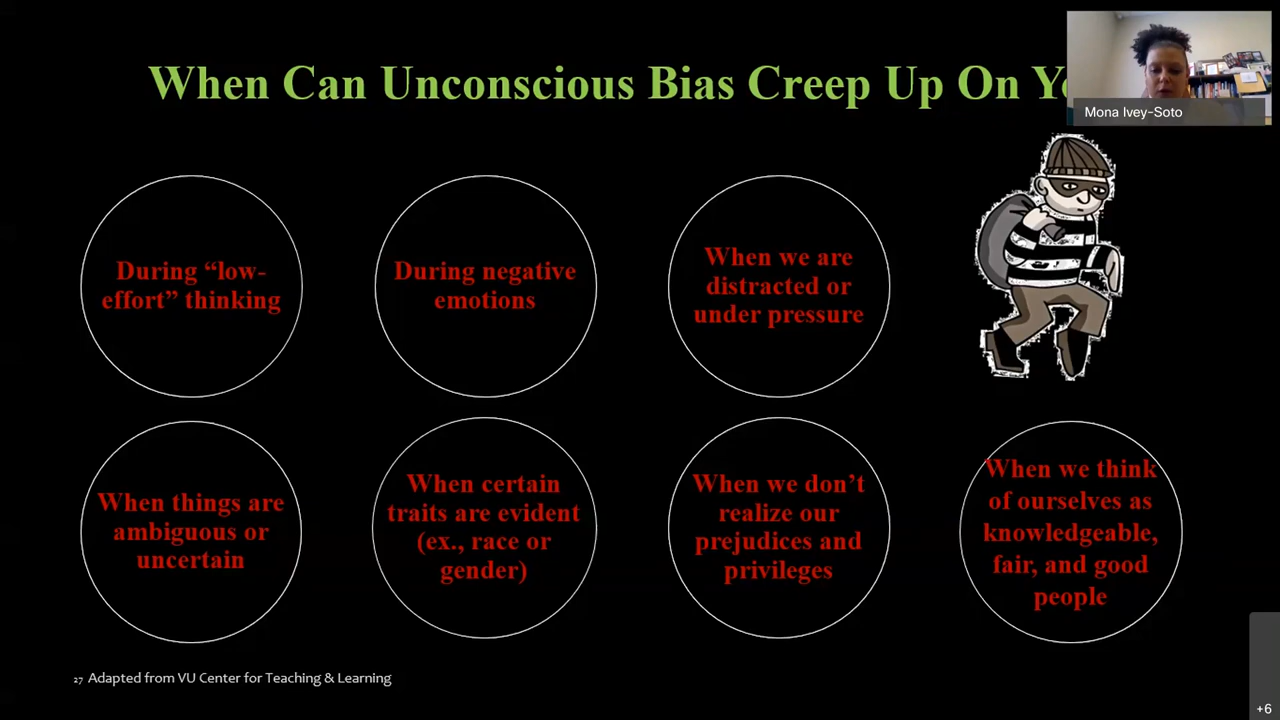 When Can Unconscious Bias Creep Up On
Mona Ivey-Soto
During “low-
effort” thinking
During negative
emotions
When we are
distracted or
under pressure
When things are
ambiguous or
uncertain
When certain
traits are evident
(ex., race or
gender)
When we don’t
realize our
prejudices and
privileges
When we think
of ourselves as
knowledgeable,
fair, and good
people
27 Adapted from VU Center for Teaching & Learning
+6